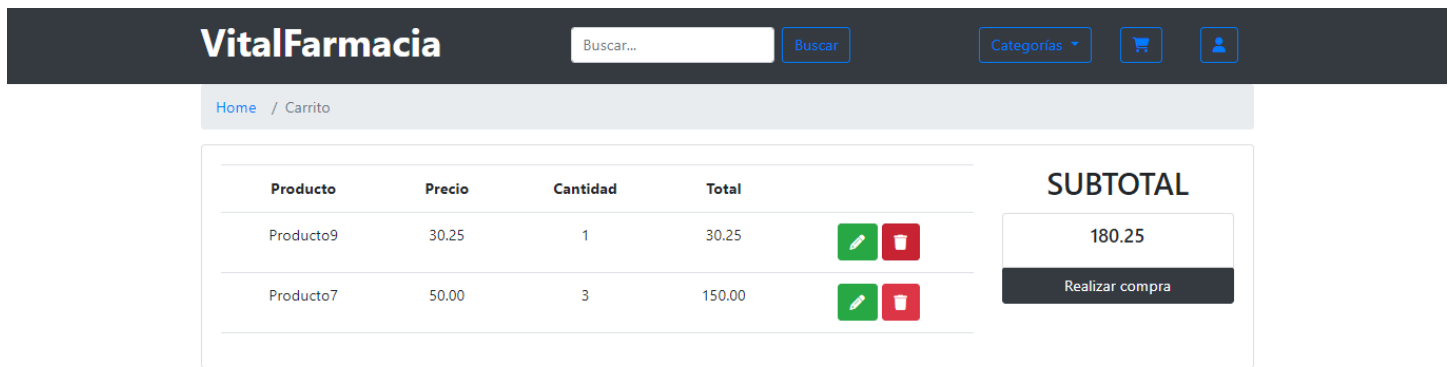 VitalFarmacia
Buscar...
Buscar
Categorías
Home / Carrito
Producto Precio Cantidad Total
Producto9 30.25 1 30.25
Producto7 50.00 3 150.00
SUBTOTAL
180.25
Realizar compra